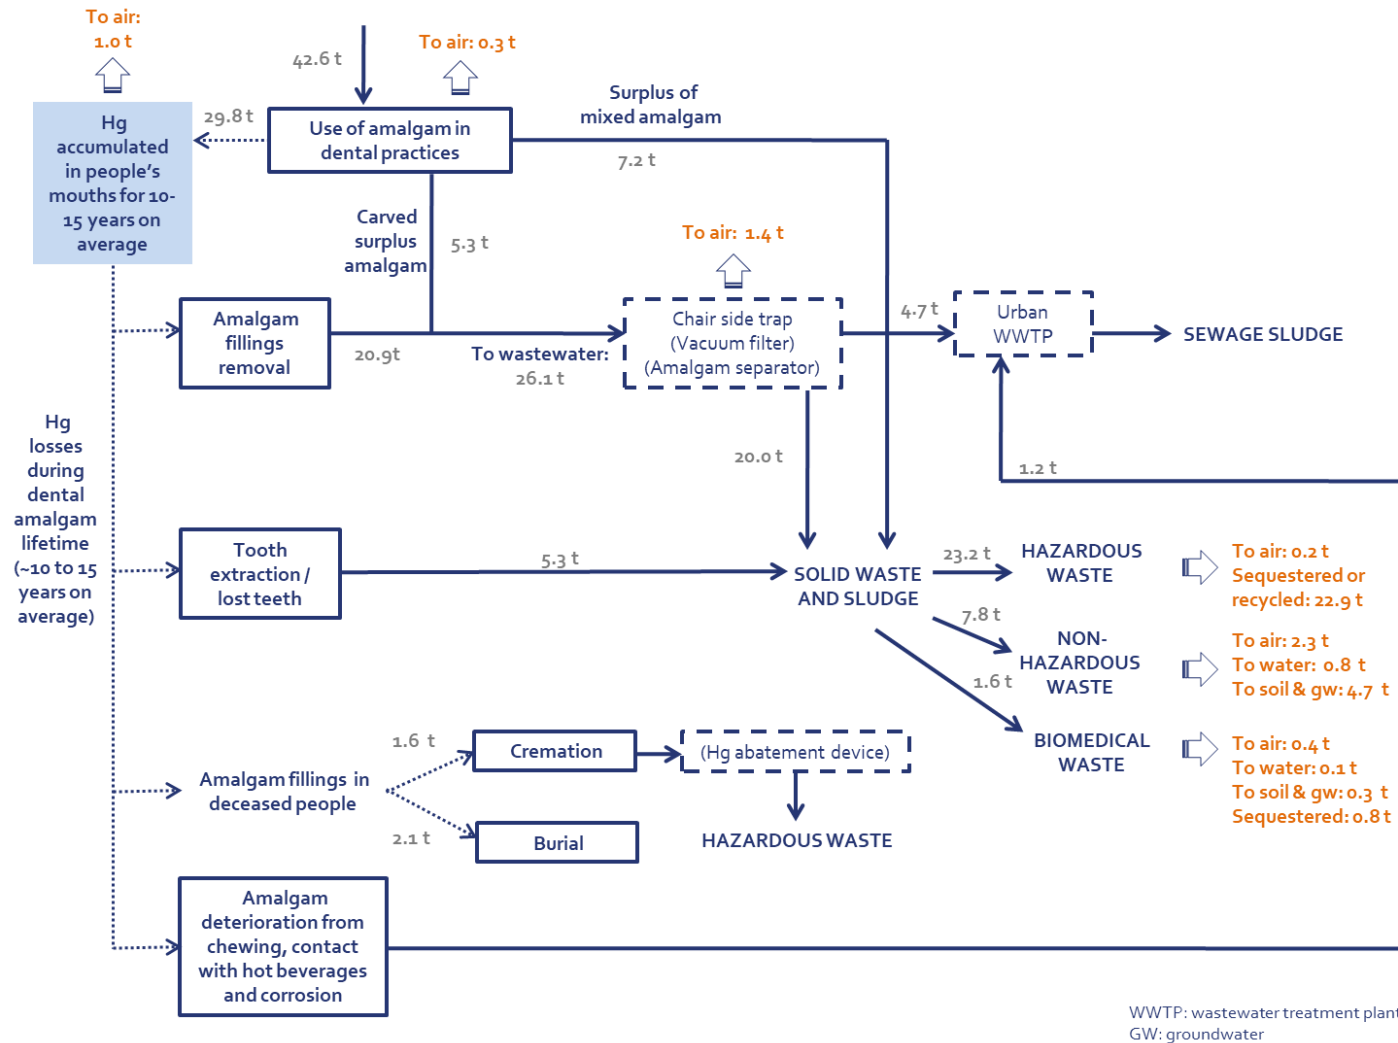 To air:
1.0 t
42.6 t
To air: 0.3 t
Hg
accumulated
in people's
mouths for 10-
15 years on
average
29.8 t
Use of amalgam in
dental practices
Surplus of
mixed amalgam
7.2 t
Carved
surplus
amalgam
5.3 t
To air: 1.4 t
Amalgam
fillings
removal
20.9t
To wastewater:
26.1 t
Chair side trap
(Vacuum filter)
(Amalgam separator)
4.7 t
Urban
WWTP
SEWAGE SLUDGE
Hg
losses
during
dental
amalgam
lifetime
(~10 to 15
years on
average)
20.0 t
1.2 t
Tooth
extraction /
lost teeth
5.3 t
SOLID WASTE
AND SLUDGE
23.2 t
HAZARDOUS
WASTE
To air: 0.2 t
Sequestered or
recycled: 22.9 t
7.8 t
NON-
HAZARDOUS
WASTE
To air: 2.3 t
To water: 0.8 t
To soil & gw: 4.7 t
1.6 t
BIOMEDICAL
WASTE
To air: 0.4 t
To water: 0.1 t
To soil & gw: 0.3 t
Sequestered: 0.8 t
Amalgam fillings in
deceased people
1.6 t
Cremation
(Hg abatement device)
2.1 t
Burial
HAZARDOUS WASTE
Amalgam
deterioration from
chewing, contact
with hot beverages
and corrosion
WWTP: wastewater treatment plant
GW: groundwater